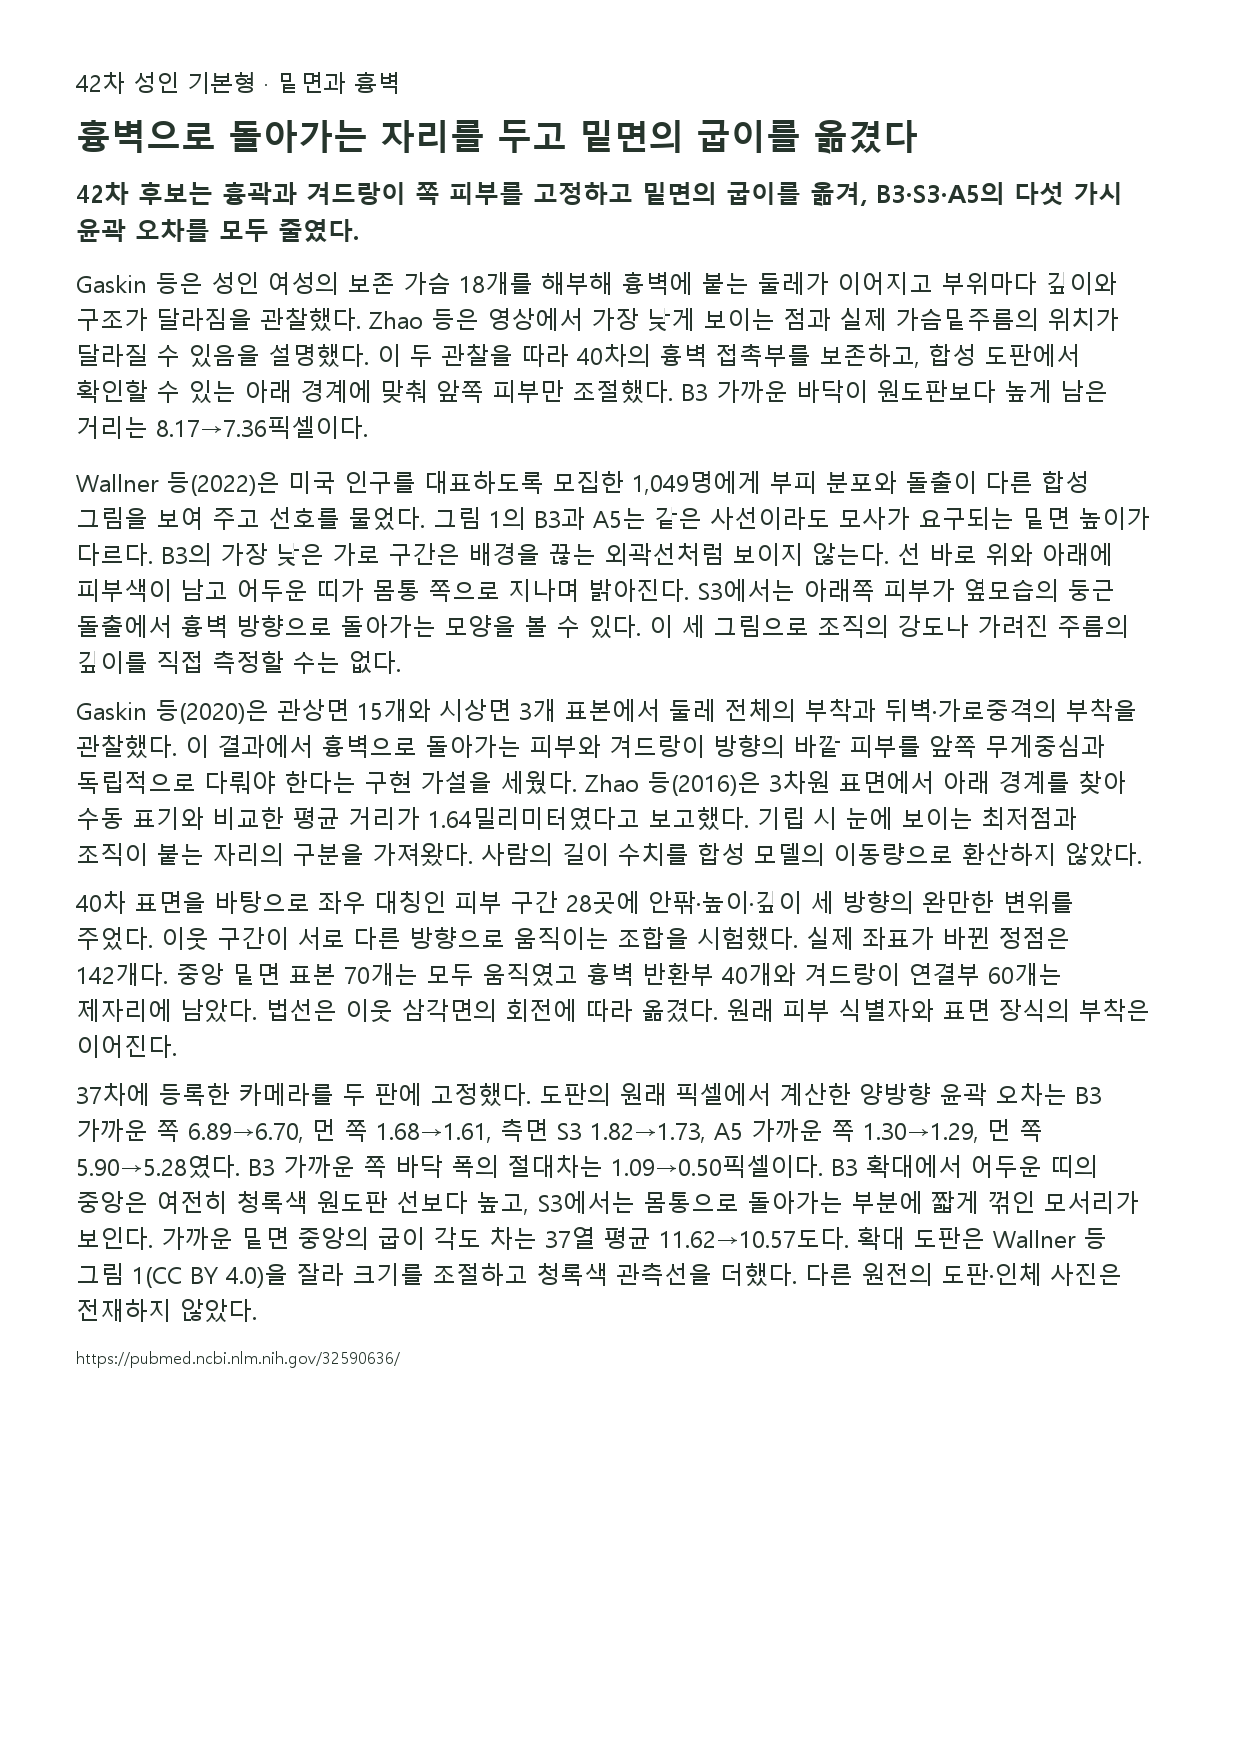 42차 성인 기본형 · 밑면과 흉벽
흉벽으로 돌아가는 자리를 두고 밑면의 굽이를 옮겼다
42차 후보는 흉곽과 겨드랑이 쪽 피부를 고정하고 밑면의 굽이를 옮겨, B3·S3·A5의 다섯 가시
윤곽 오차를 모두 줄였다.
Gaskin 등은 성인 여성의 보존 가슴 18개를 해부해 흉벽에 붙는 둘레가 이어지고 부위마다 깊이와
구조가 달라짐을 관찰했다. Zhao 등은 영상에서 가장 낮게 보이는 점과 실제 가슴밑주름의 위치가
달라질 수 있음을 설명했다. 이 두 관찰을 따라 40차의 흉벽 접촉부를 보존하고, 합성 도판에서
확인할 수 있는 아래 경계에 맞춰 앞쪽 피부만 조절했다. B3 가까운 바닥이 원도판보다 높게 남은
거리는 8.17→7.36픽셀이다.
Wallner 등(2022)은 미국 인구를 대표하도록 모집한 1,049명에게 부피 분포와 돌출이 다른 합성
그림을 보여 주고 선호를 물었다. 그림 1의 B3과 A5는 같은 사선이라도 모사가 요구되는 밑면 높이가
다르다. B3의 가장 낮은 가로 구간은 배경을 끊는 외곽선처럼 보이지 않는다. 선 바로 위와 아래에
피부색이 남고 어두운 띠가 몸통 쪽으로 지나며 밝아진다. S3에서는 아래쪽 피부가 옆모습의 둥근
돌출에서 흉벽 방향으로 돌아가는 모양을 볼 수 있다. 이 세 그림으로 조직의 강도나 가려진 주름의
깊이를 직접 측정할 수는 없다.
Gaskin 등(2020)은 관상면 15개와 시상면 3개 표본에서 둘레 전체의 부착과 뒤벽·가로중격의 부착을
관찰했다. 이 결과에서 흉벽으로 돌아가는 피부와 겨드랑이 방향의 바깥 피부를 앞쪽 무게중심과
독립적으로 다뤄야 한다는 구현 가설을 세웠다. Zhao 등(2016)은 3차원 표면에서 아래 경계를 찾아
수동 표기와 비교한 평균 거리가 1.64밀리미터였다고 보고했다. 기립 시 눈에 보이는 최저점과
조직이 붙는 자리의 구분을 가져왔다. 사람의 길이 수치를 합성 모델의 이동량으로 환산하지 않았다.
40차 표면을 바탕으로 좌우 대칭인 피부 구간 28곳에 안팎·높이·깊이 세 방향의 완만한 변위를
주었다. 이웃 구간이 서로 다른 방향으로 움직이는 조합을 시험했다. 실제 좌표가 바뀐 정점은
142개다. 중앙 밑면 표본 70개는 모두 움직였고 흉벽 반환부 40개와 겨드랑이 연결부 60개는
제자리에 남았다. 법선은 이웃 삼각면의 회전에 따라 옮겼다. 원래 피부 식별자와 표면 장식의 부착은
이어진다.
37차에 등록한 카메라를 두 판에 고정했다. 도판의 원래 픽셀에서 계산한 양방향 윤곽 오차는 B3
가까운 쪽 6.89→6.70, 먼 쪽 1.68→1.61, 측면 S3 1.82→1.73, A5 가까운 쪽 1.30→1.29, 먼 쪽
5.90→5.28였다. B3 가까운 쪽 바닥 폭의 절대차는 1.09→0.50픽셀이다. B3 확대에서 어두운 띠의
중앙은 여전히 청록색 원도판 선보다 높고, S3에서는 몸통으로 돌아가는 부분에 짧게 꺾인 모서리가
보인다. 가까운 밑면 중앙의 굽이 각도 차는 37열 평균 11.62→10.57도다. 확대 도판은 Wallner 등
그림 1(CC BY 4.0)을 잘라 크기를 조절하고 청록색 관측선을 더했다. 다른 원전의 도판·인체 사진은
전재하지 않았다.
https://pubmed.ncbi.nlm.nih.gov/32590636/